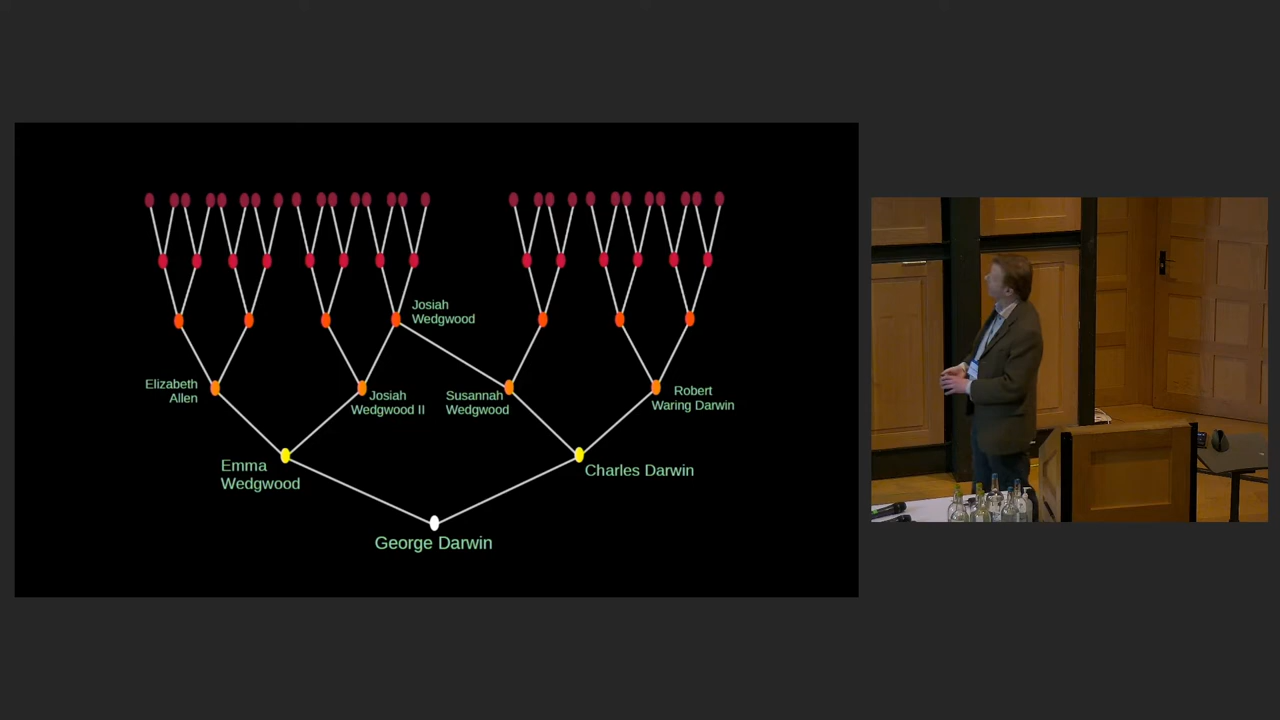 Josiah
Wedgwood
Elizabeth
Allen
Josiah
Wedgwood II
Susannah
Wedgwood
Robert
Waring Darwin
Emma
Wedgwood
Charles Darwin
George Darwin